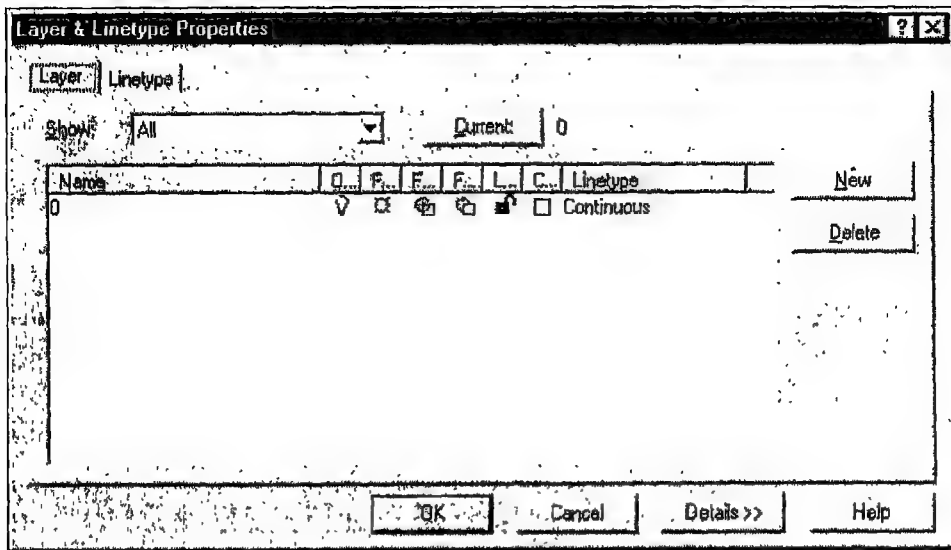 Layer & Linetype Properties
Layer Linetype
Show: All Current: 0
Name O... F... F... F... L... C... Linetype New
0 Continuous
Delete
OK Cancel Details >> Help